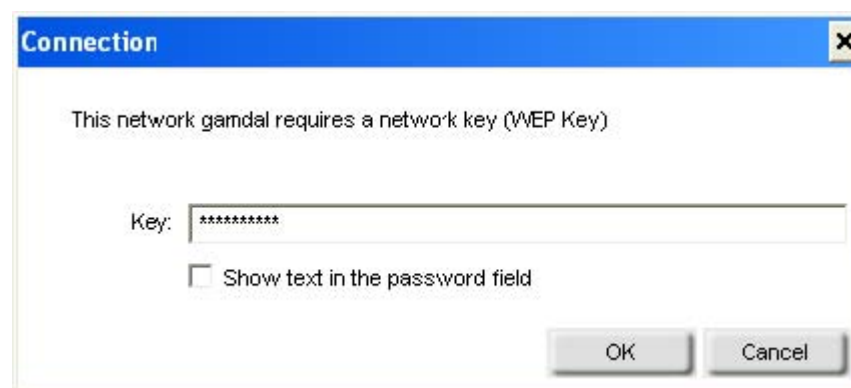 Connection
This network gamdal requires a network key (WEP Key)
Key: **********
Show text in the password field
OK Cancel